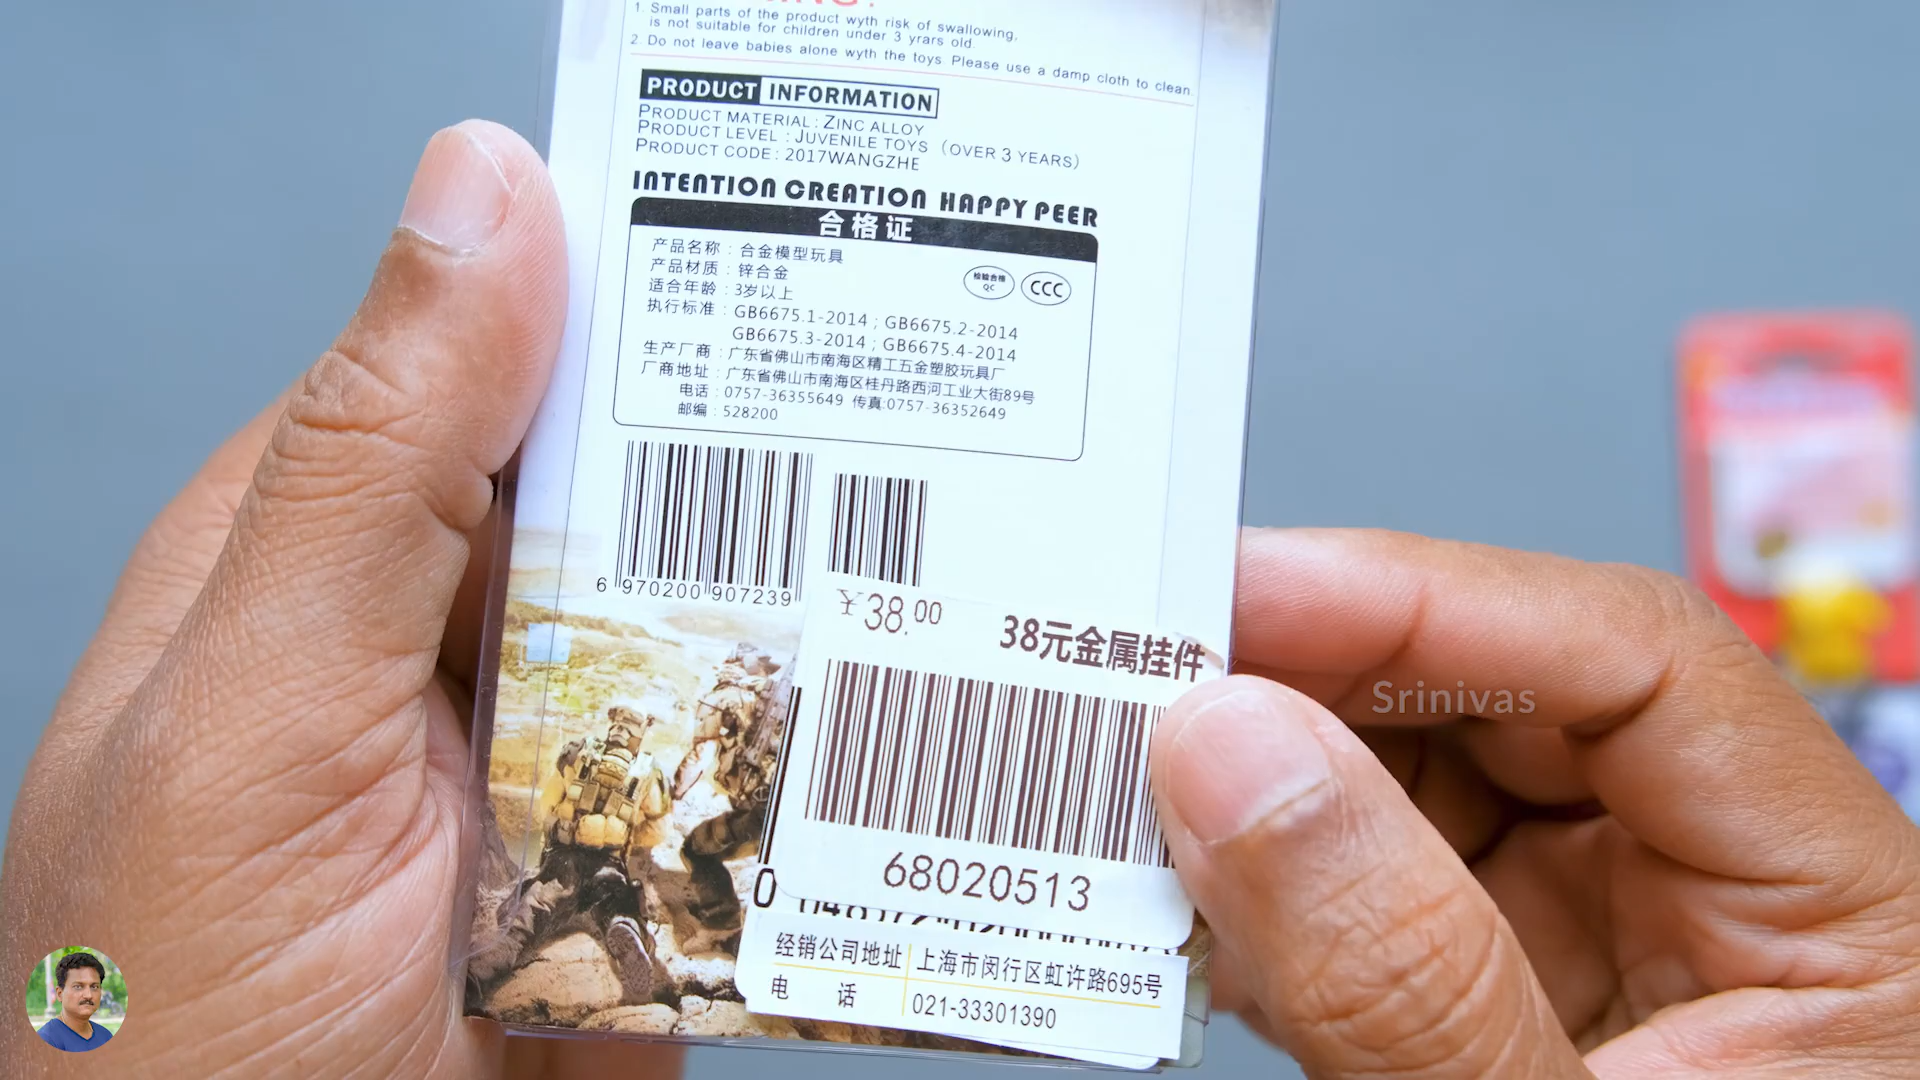 1. Small parts of the product wyth risk of swallowing,
is not suitable for children under 3 yrars old.
2. Do not leave babies alone wyth the toys. Please use a damp cloth to clean.
PRODUCT INFORMATION
PRODUCT MATERIAL : ZINC ALLOY
PRODUCT LEVEL : JUVENILE TOYS (OVER 3 YEARS)
PRODUCT CODE : 2017WANGZHE
INTENTION CREATION HAPPY PEER
合格证
产品名称 : 合金模型玩具
产品材质 : 锌合金
检验合格
QC
CCC
适合年龄 : 3岁以上
执行标准 : GB6675.1-2014 ; GB6675.2-2014
GB6675.3-2014 ; GB6675.4-2014
生产厂商 : 广东省佛山市南海区精工五金塑胶玩具厂
厂商地址 : 广东省佛山市南海区桂丹路西河工业大街89号
电话 : 0757-36355649 传真:0757-36352649
邮编 : 528200
6 970200 907239
¥38.00
38元金属挂件
68020513
0
经销公司地址 上海市闵行区虹许路695号
电 话 021-33301390
Srinivas